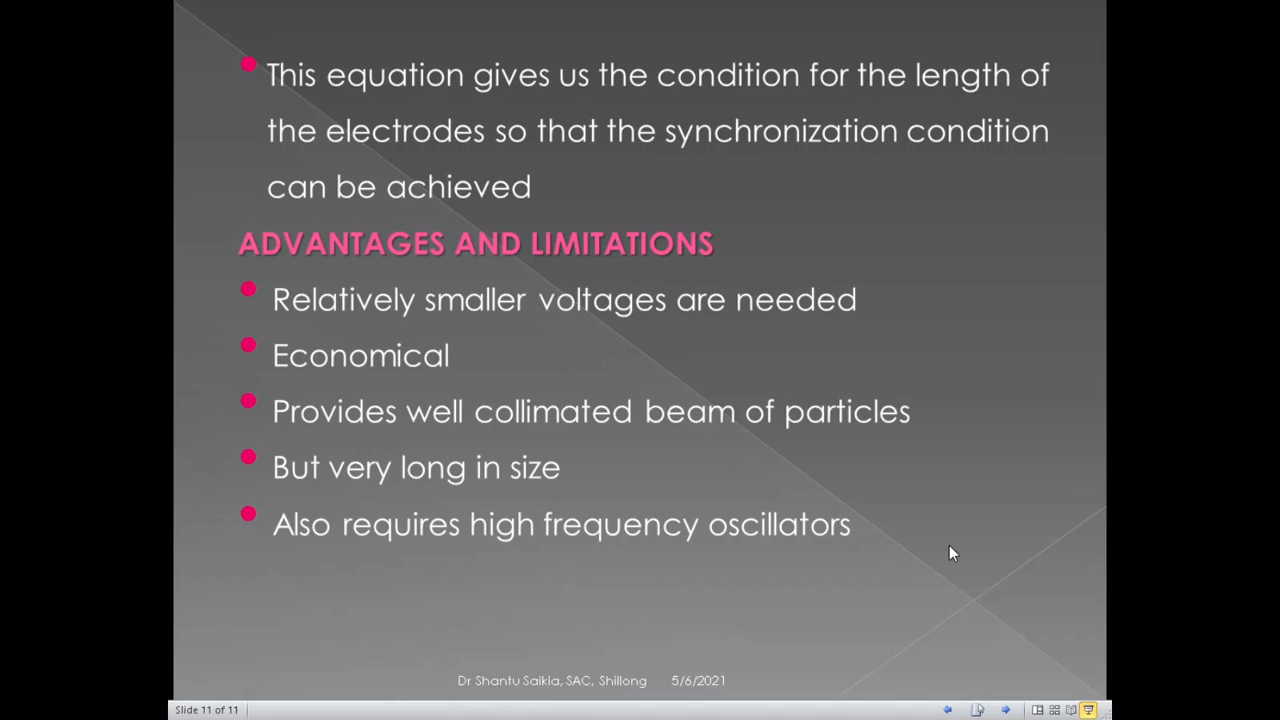 This equation gives us the condition for the length of
the electrodes so that the synchronization condition
can be achieved
ADVANTAGES AND LIMITATIONS
Relatively smaller voltages are needed
Economical
Provides well collimated beam of particles
But very long in size
Also requires high frequency oscillators
Dr Shantu Saikia, SAC, Shillong 5/6/2021
Slide 11 of 11